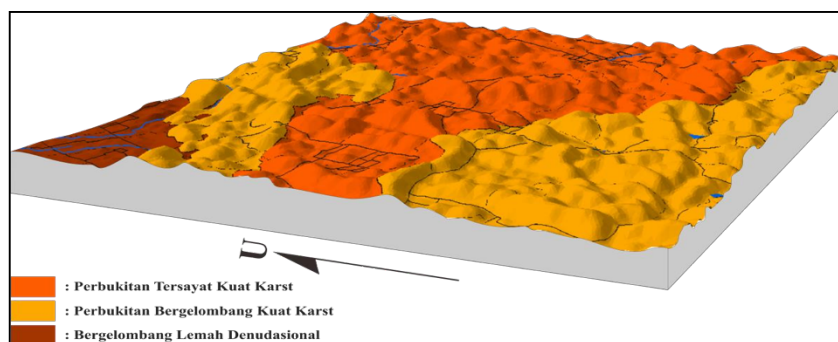 U
: Perbukitan Tersayat Kuat Karst
: Perbukitan Bergelombang Kuat Karst
: Bergelombang Lemah Denudasional